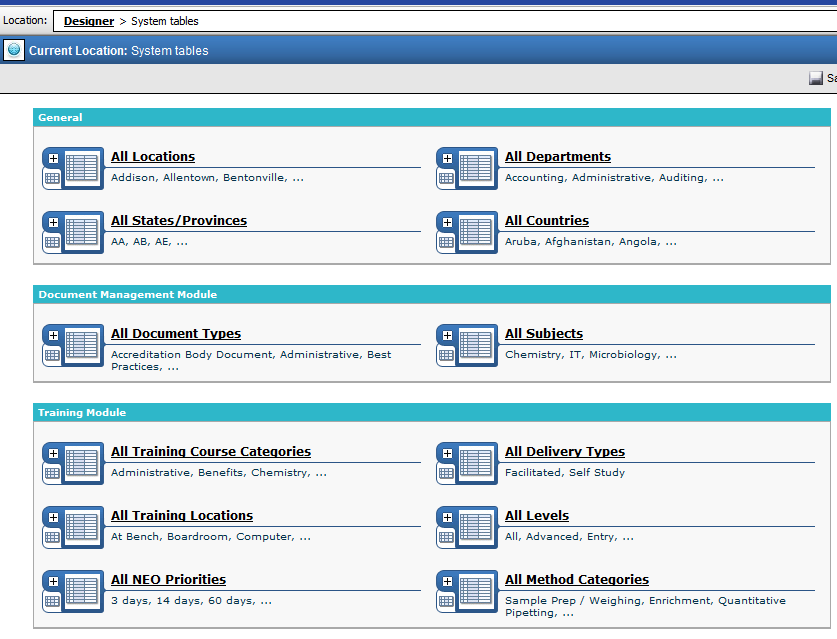 Location: Designer > System tables
Current Location: System tables
General
All Locations
Addison, Allentown, Bentonville, ...
All Departments
Accounting, Administrative, Auditing, ...
All States/Provinces
AA, AB, AE, ...
All Countries
Aruba, Afghanistan, Angola, ...
Document Management Module
All Document Types
Accreditation Body Document, Administrative, Best
Practices, ...
All Subjects
Chemistry, IT, Microbiology, ...
Training Module
All Training Course Categories
Administrative, Benefits, Chemistry, ...
All Delivery Types
Facilitated, Self Study
All Training Locations
At Bench, Boardroom, Computer, ...
All Levels
All, Advanced, Entry, ...
All NEO Priorities
3 days, 14 days, 60 days, ...
All Method Categories
Sample Prep / Weighing, Enrichment, Quantitative
Pipetting, ...